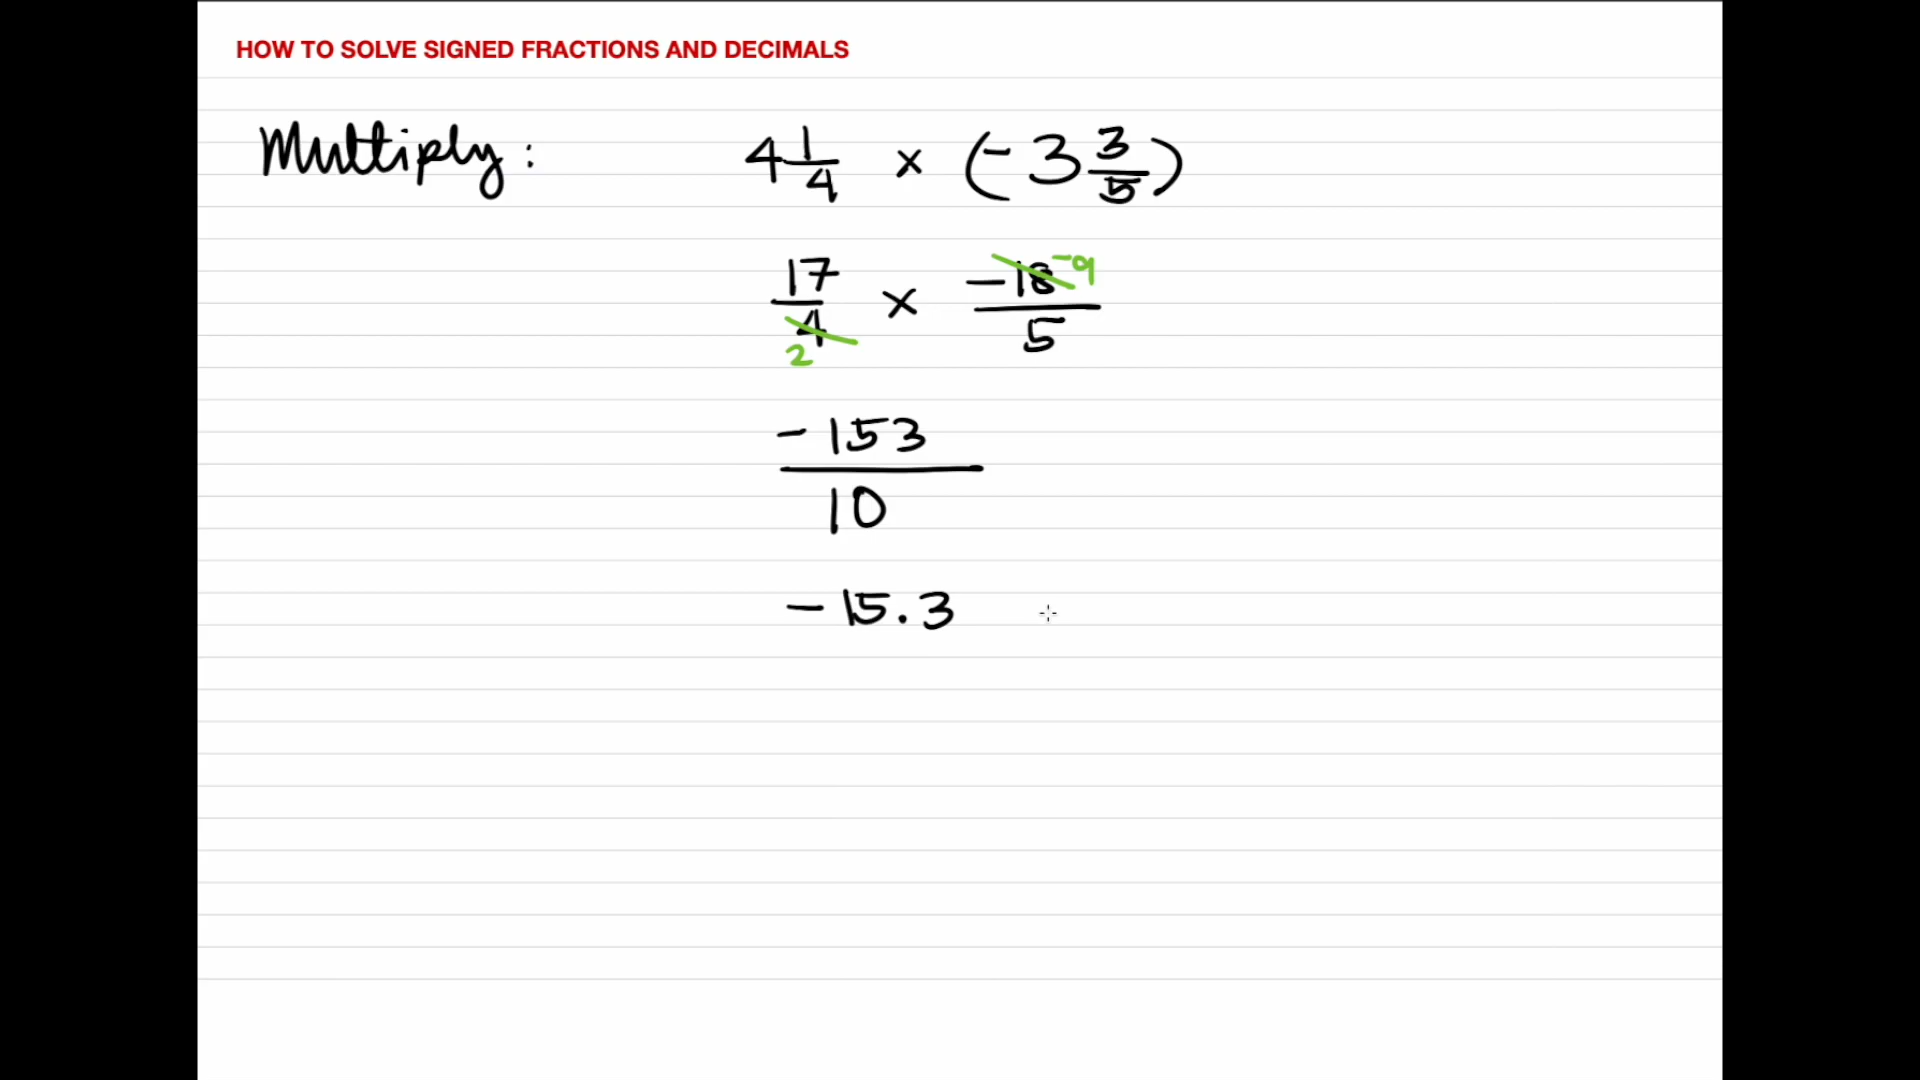 HOW TO SOLVE SIGNED FRACTIONS AND DECIMALS
Multiply: 4 1/4 × (-3 3/5)
17/4 2 × -18/5 -9
-153/10
-15.3